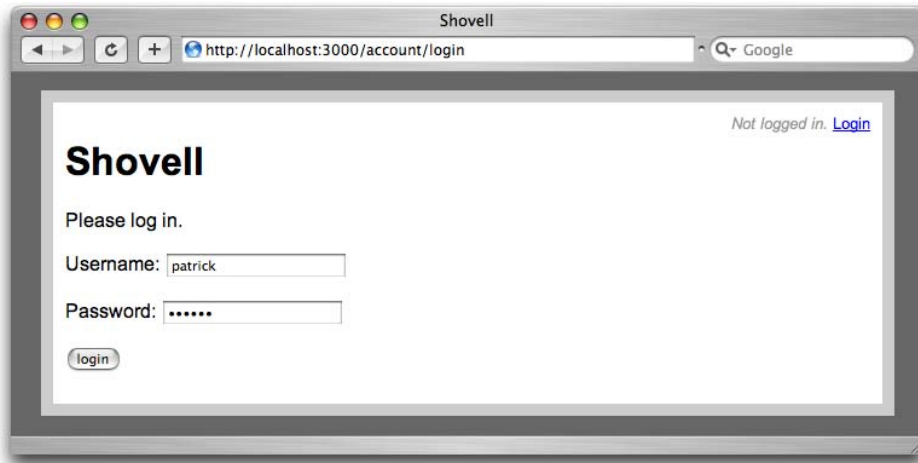 Shovell
http://localhost:3000/account/login
Google
Not logged in. Login
Shovell
Please log in.
Username: patrick
Password: ••••••
login